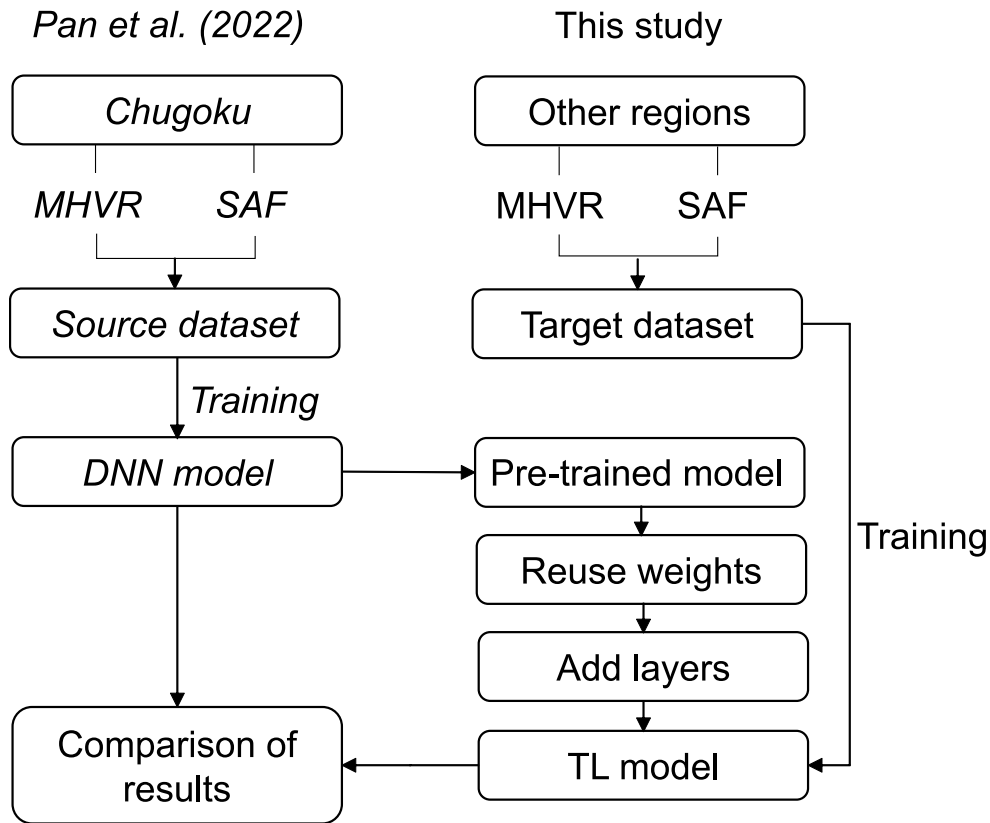 Pan et al. (2022)
This study
Chugoku
Other regions
MHVR
SAF
MHVR
SAF
Source dataset
Target dataset
Training
DNN model
Pre-trained model
Training
Reuse weights
Add layers
Comparison of
results
TL model